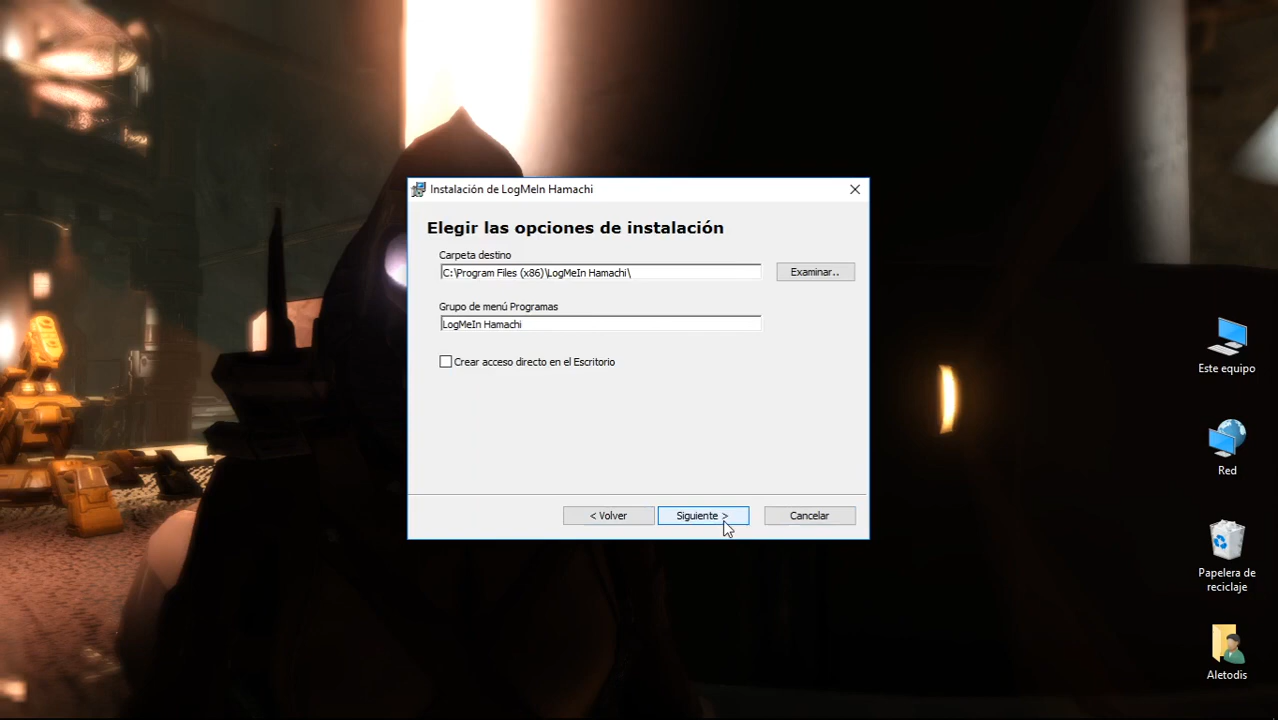 Instalación de LogMeIn Hamachi
Elegir las opciones de instalación
Carpeta destino
C:\Program Files (x86)\LogMeIn Hamachi\
Examinar..
Grupo de menú Programas
LogMeIn Hamachi
Crear acceso directo en el Escritorio
< Volver
Siguiente >
Cancelar
Este equipo
Red
Papelera de
reciclaje
Aletodis